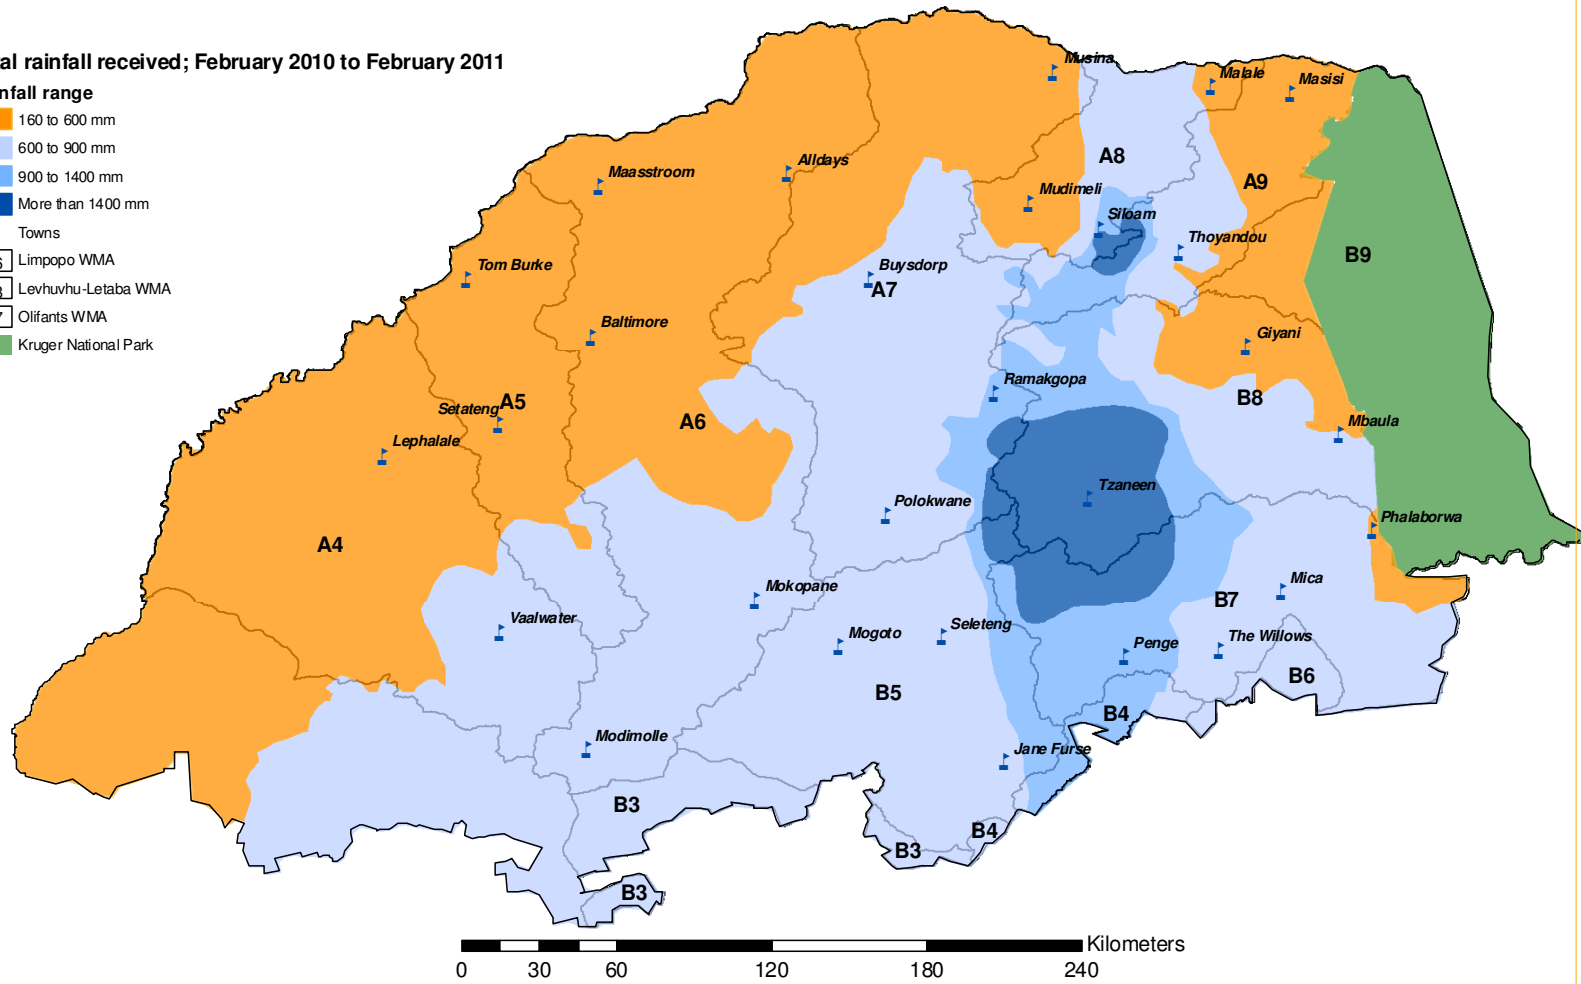 al rainfall received; February 2010 to February 2011
nfall range
160 to 600 mm
600 to 900 mm
900 to 1400 mm
More than 1400 mm
Towns
Limpopo WMA
Levhuvhu-Letaba WMA
Olifants WMA
Kruger National Park
Musina
Malale
Masisi
Maasstroom
Alldays
A8
Mudimeli
A9
Siloam
Thoyandou
B9
Tom Burke
Buysdorp
A7
Baltimore
Giyani
Ramakgopa
Setateng
A5
A6
B8
Mbaula
Lephalale
Tzaneen
Polokwane
Phalaborwa
A4
Mokopane
Mica
B7
Vaalwater
Mogoto
Seleteng
Penge
The Willows
B5
B6
B4
Modimolle
Jane Furse
B3
B4
B3
B3
Kilometers
0 30 60 120 180 240